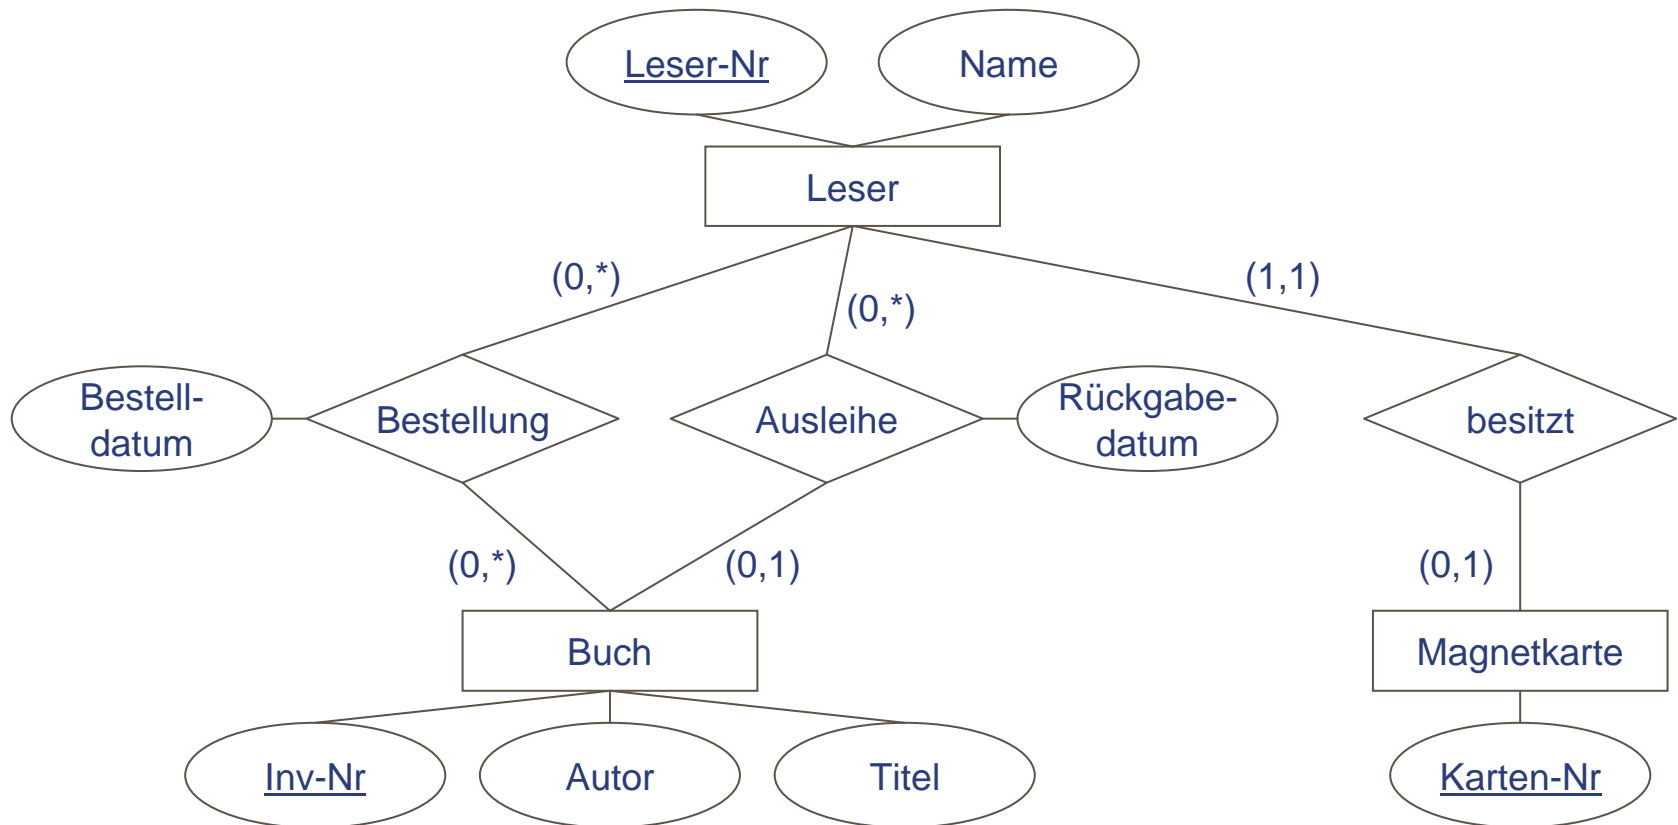 Leser-Nr
Name
Leser
(0,*)
(0,*)
(1,1)
Bestell-
datum
Bestellung
Ausleihe
Rückgabe-
datum
besitzt
(0,*)
(0,1)
(0,1)
Buch
Magnetkarte
Inv-Nr
Autor
Titel
Karten-Nr